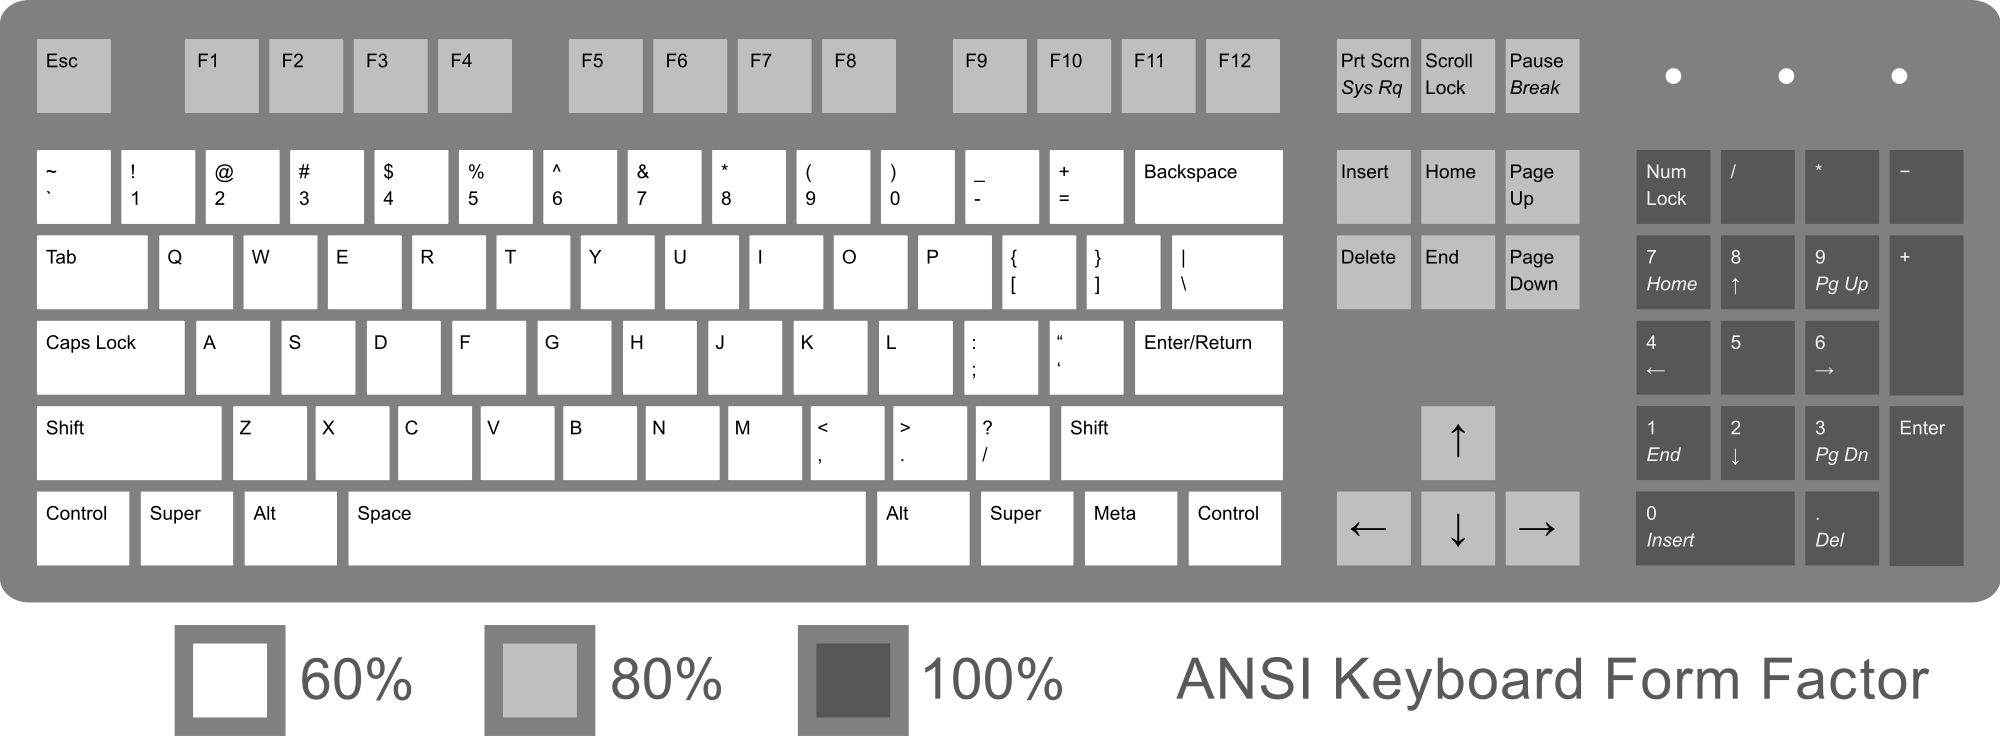 Esc F1 F2 F3 F4 F5 F6 F7 F8 F9 F10 F11 F12 Prt Scrn Scroll Pause
Sys Rq Lock Break
~ ! @ # $ % ^ & * ( ) _ + Backspace Insert Home Page Num / * −
` 1 2 3 4 5 6 7 8 9 0 - = Up Lock
Tab Q W E R T Y U I O P { } | Delete End Page 7 8 9 +
[ ] \ Down Home ↑ Pg Up
Caps Lock A S D F G H J K L : “ Enter/Return 4 5 6
; ‘ ← →
Shift Z X C V B N M < > ? Shift ↑ 1 2 3 Enter
, . / End ↓ Pg Dn
Control Super Alt Space Alt Super Meta Control ← ↓ → 0 .
Insert Del
60% 80% 100% ANSI Keyboard Form Factor